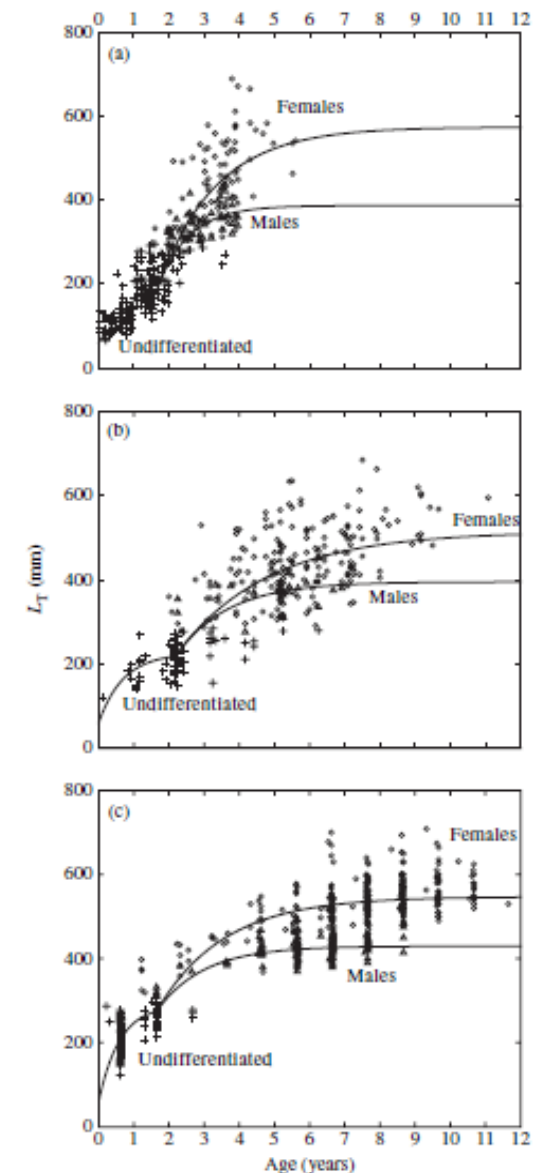 0 1 2 3 4 5 6 7 8 9 10 11 12
800
(a)
Females
600
400
Males
200
Undifferentiated
0
800
(b)
600
Females
400
Males
200
Undifferentiated
0
L_T (mm)
800
(c)
Females
600
400
Males
200
Undifferentiated
0
0 1 2 3 4 5 6 7 8 9 10 11 12
Age (years)